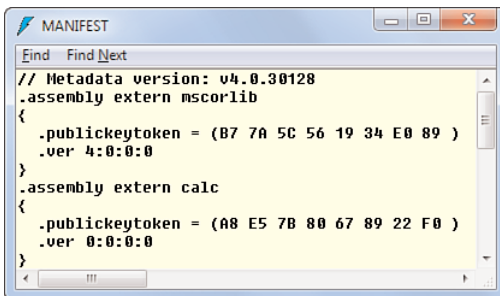 MANIFEST
Find Find Next
// Metadata version: v4.0.30128
.assembly extern mscorlib
{
.publickeytoken = (B7 7A 5C 56 19 34 E0 89 )
.ver 4:0:0:0
}
.assembly extern calc
{
.publickeytoken = (A8 E5 7B 80 67 89 22 F0 )
.ver 0:0:0:0
}